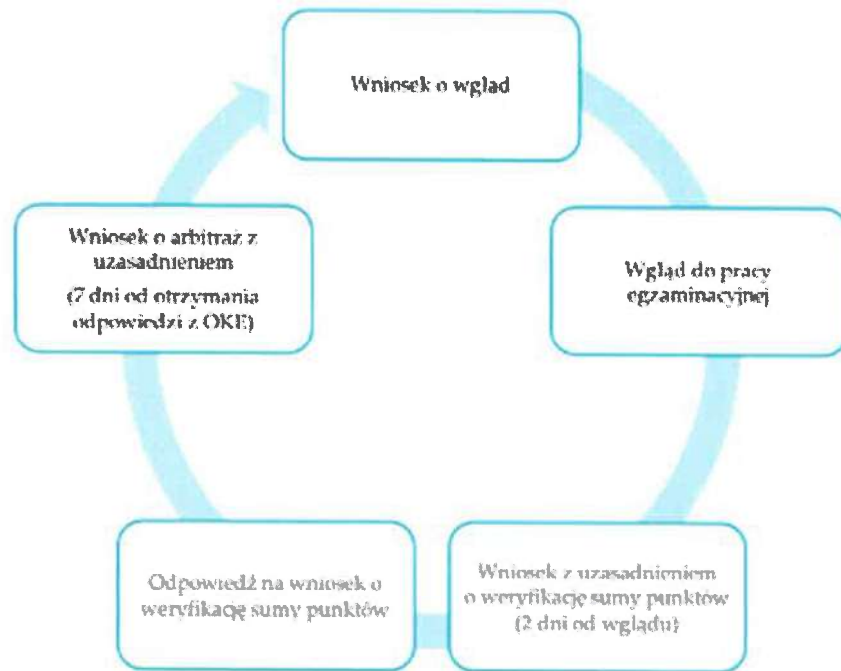 Wniosek o wgląd
Wgląd do pracy
egzaminacyjnej
Wniosek z uzasadnieniem
o weryfikację sumy punktów
(2 dni od wglądu)
Odpowiedź na wniosek o
weryfikację sumy punktów
Wniosek o arbitraż z
uzasadnieniem
(7 dni od otrzymania
odpowiedzi z OKE)